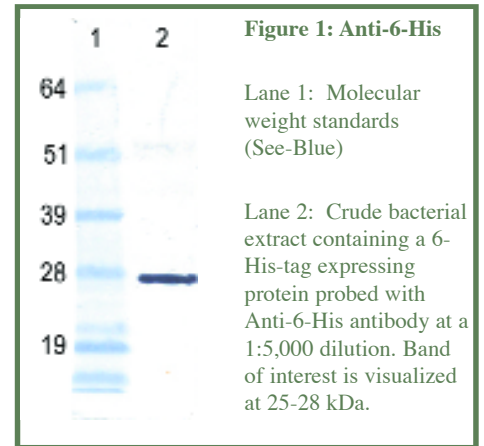 1 2
64
51
39
28
19
Figure 1: Anti-6-His
Lane 1: Molecular
weight standards
(See-Blue)
Lane 2: Crude bacterial
extract containing a 6-
His-tag expressing
protein probed with
Anti-6-His antibody at a
1:5,000 dilution. Band
of interest is visualized
at 25-28 kDa.